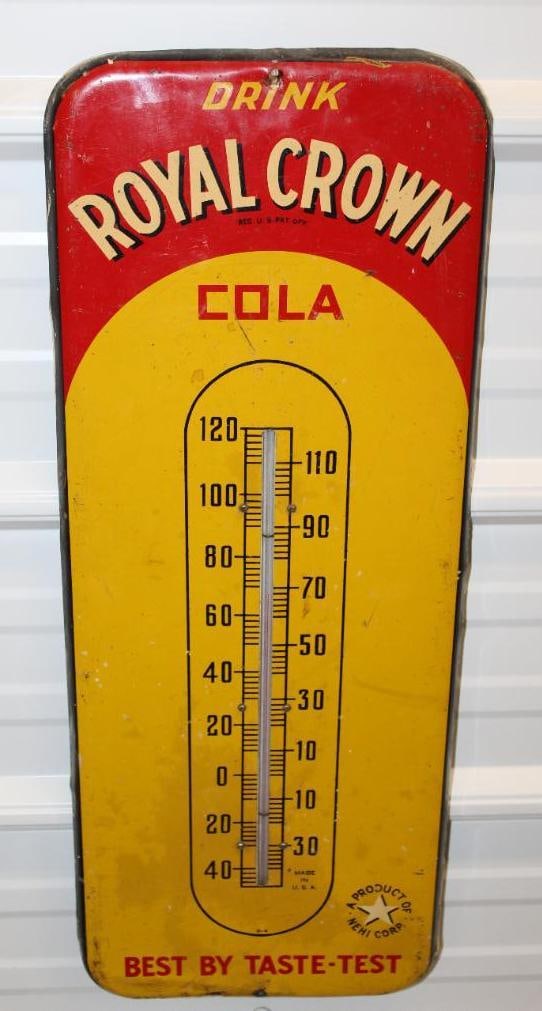 DRINK
ROYAL CROWN
REG. U.S. PAT. OFF.
COLA
120
110
100
90
80
70
60
50
40
30
20
10
0
10
20
30
40
MADE
IN
U.S.A.
A PRODUCT OF
NEHI CORP.
BEST BY TASTE-TEST